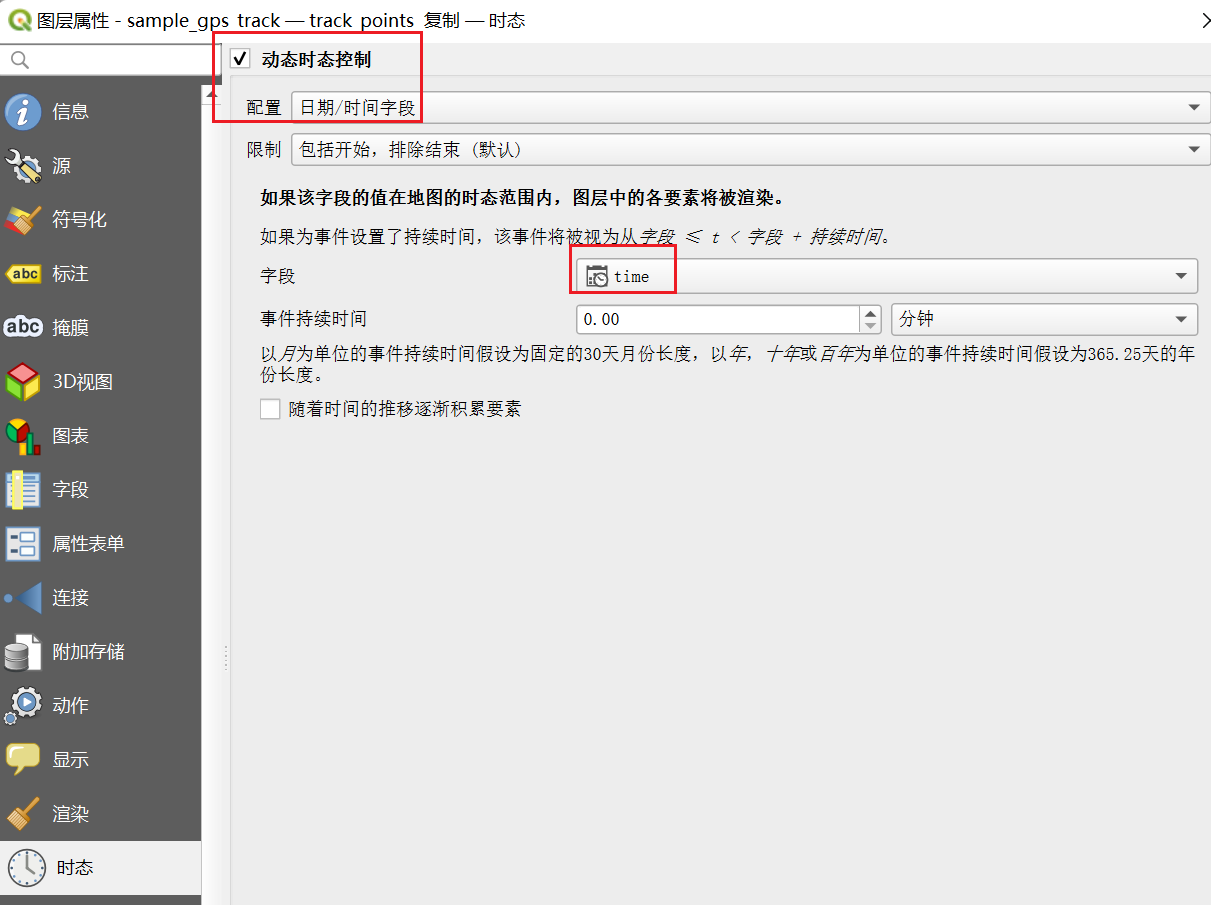 图层属性 - sample_gps_track — track_points 复制 — 时态
动态时态控制
配置 日期/时间字段
限制 包括开始，排除结束（默认）
如果该字段的值在地图的时态范围内，图层中的各要素将被渲染。
如果为事件设置了持续时间，该事件将被视为从字段 ≤ t < 字段 + 持续时间。
字段 time
事件持续时间 0.00 分钟
以月为单位的事件持续时间假设为固定的30天月份长度，以年，十年或百年为单位的事件持续时间假设为365.25天的年
份长度。
随着时间的推移逐渐积累要素
信息
源
符号化
abc 标注
abc 掩膜
3D视图
图表
字段
属性表单
连接
附加存储
动作
显示
渲染
时态